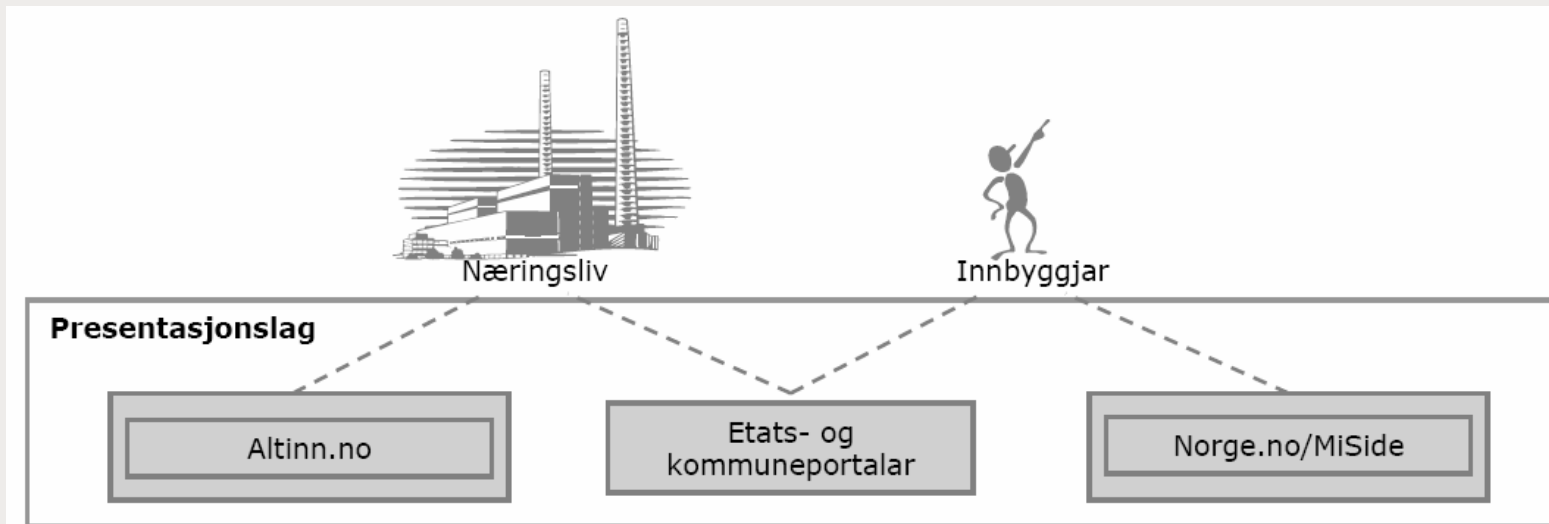 Næringsliv
Innbyggjar
Presentasjonslag
Altinn.no
Etats- og
kommuneportalar
Norge.no/MiSide